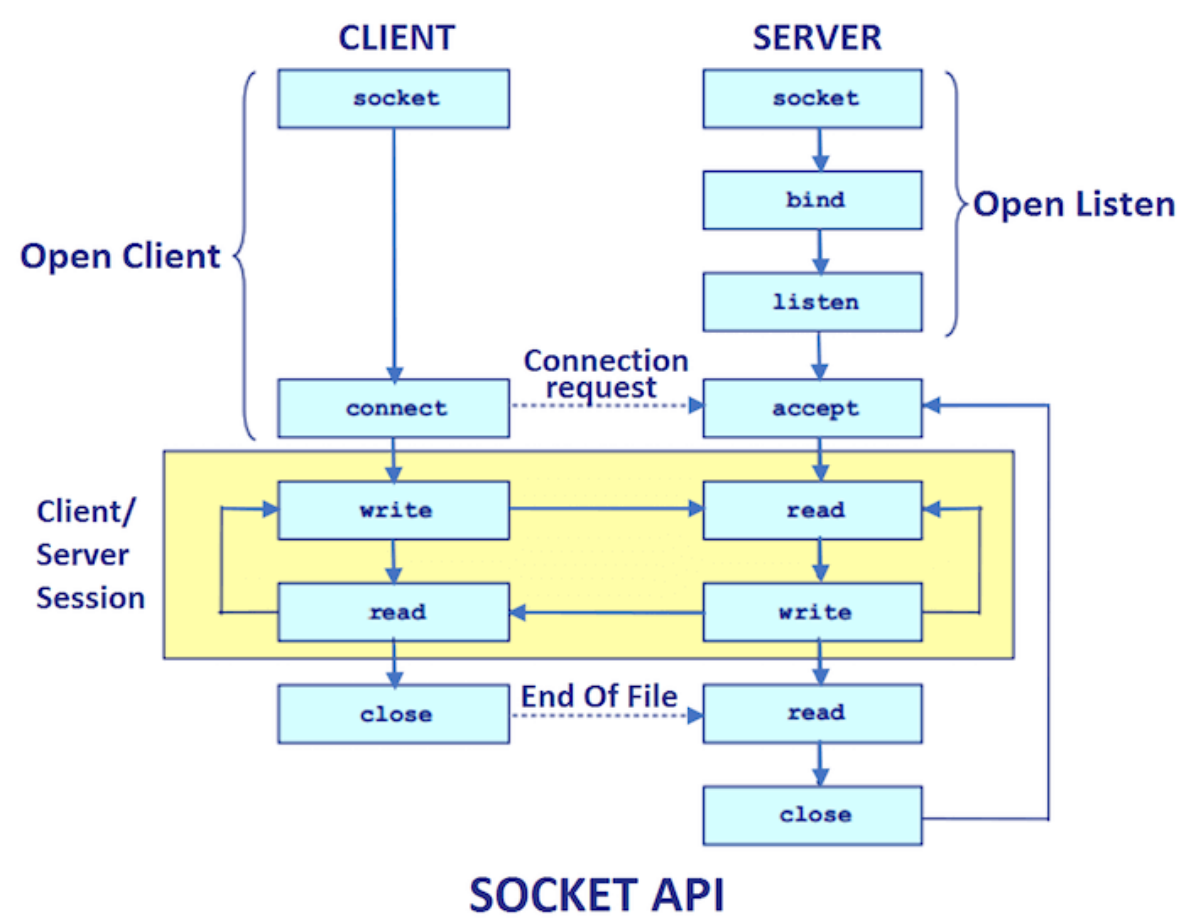 CLIENT
SERVER
socket
socket
bind
Open Listen
Open Client
listen
Connection
request
connect
accept
Client/
Server
Session
write
read
read
write
close
End Of File
read
close
SOCKET API